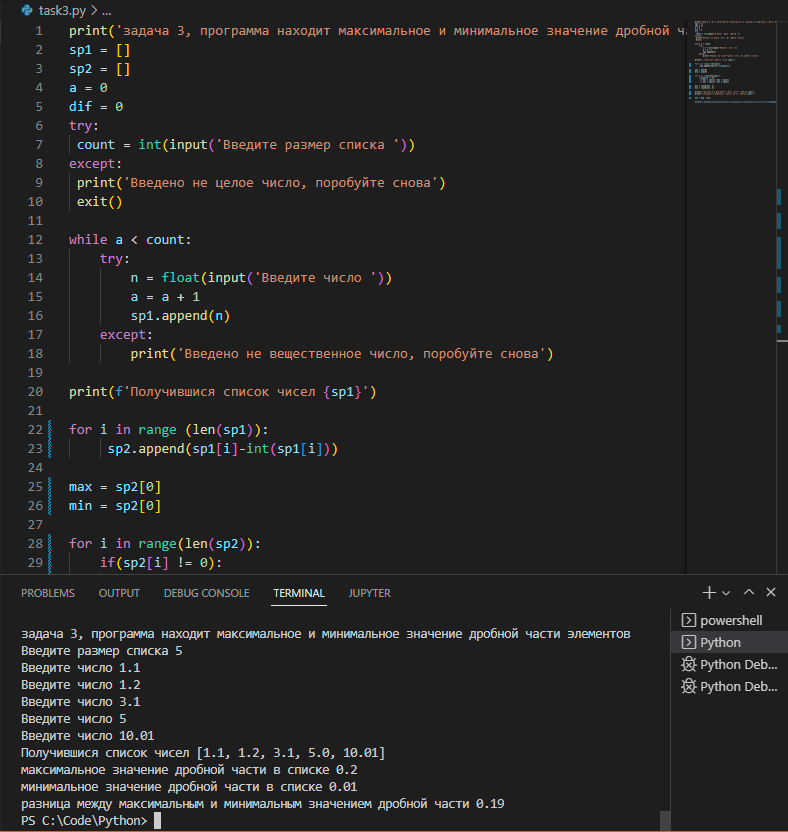 task3.py > ...
1 print('задача 3, программа находит максимальное и минимальное значение дробной ч
2 sp1 = []
3 sp2 = []
4 a = 0
5 dif = 0
6 try:
7 count = int(input('Введите размер списка '))
8 except:
9 print('Введено не целое число, поробуйте снова')
10 exit()
11
12 while a < count:
13 try:
14 n = float(input('Введите число '))
15 a = a + 1
16 sp1.append(n)
17 except:
18 print('Введено не вещественное число, поробуйте снова')
19
20 print(f'Получившися список чисел {sp1}')
21
22 for i in range (len(sp1)):
23 sp2.append(sp1[i]-int(sp1[i]))
24
25 max = sp2[0]
26 min = sp2[0]
27
28 for i in range(len(sp2)):
29 if(sp2[i] != 0):
PROBLEMS OUTPUT DEBUG CONSOLE TERMINAL JUPYTER
задача 3, программа находит максимальное и минимальное значение дробной части элементов
Введите размер списка 5
Введите число 1.1
Введите число 1.2
Введите число 3.1
Введите число 5
Введите число 10.01
Получившися список чисел [1.1, 1.2, 3.1, 5.0, 10.01]
максимальное значение дробной части в списке 0.2
минимальное значение дробной части в списке 0.01
разница между максимальным и минимальным значением дробной части 0.19
PS C:\Code\Python>
powershell
Python
Python Deb...
Python Deb...